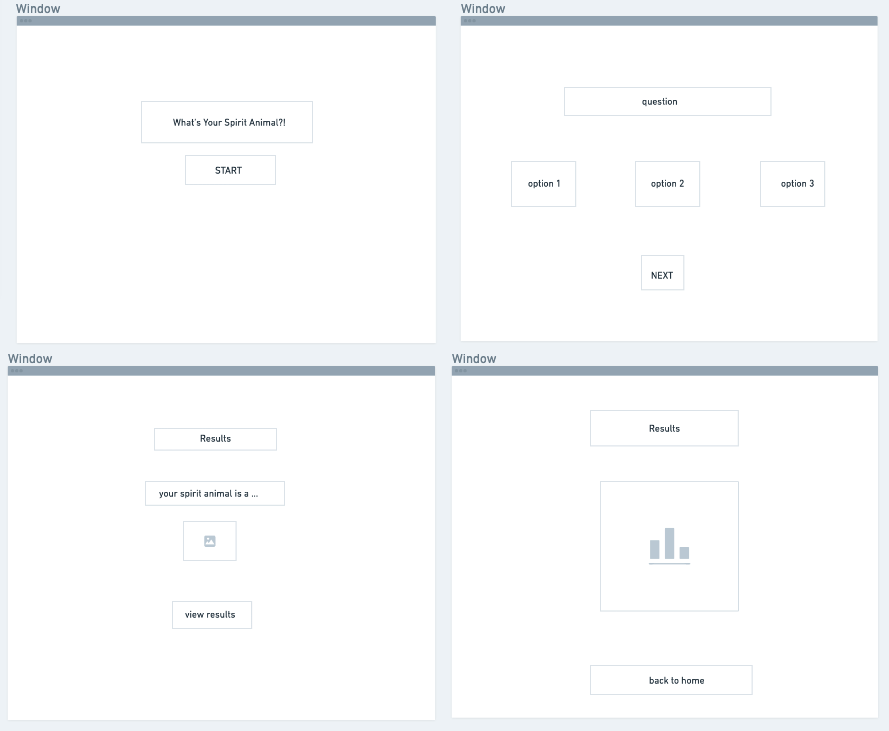 Window
What's Your Spirit Animal?!
START
Window
question
option 1
option 2
option 3
NEXT
Window
Results
your spirit animal is a ...
view results
Window
Results
back to home